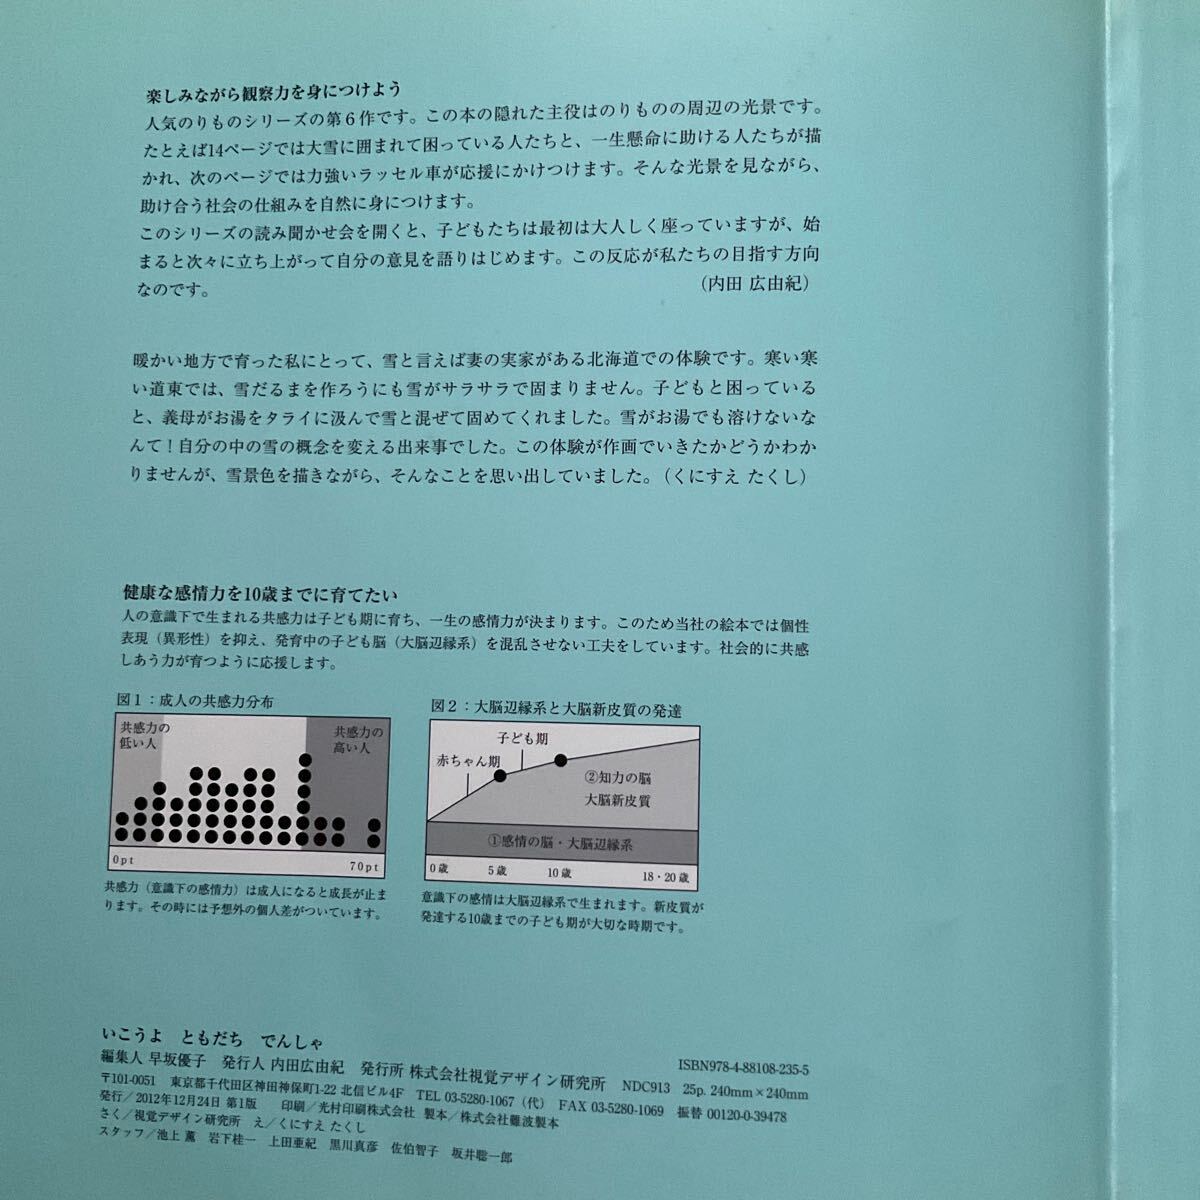 楽しみながら観察力を身につけよう
人気のりものシリーズの第6作です。この本の隠れた主役はのりものの周辺の光景です。
たとえば14ページでは大雪に囲まれて困っている人たちと、一生懸命に助ける人たちが描
かれ、次のページでは力強いラッセル車が応援にかけつけます。そんな光景を見ながら、
助け合う社会の仕組みを自然に身につけます。
このシリーズの読み聞かせ会を開くと、子どもたちは最初は大人しく座っていますが、始
まると次々に立ち上がって自分の意見を語りはじめます。この反応が私たちの目指す方向
なのです。（内田 広由紀）
暖かい地方で育った私にとって、雪と言えば妻の実家がある北海道での体験です。寒い寒
い道東では、雪だるまを作ろうにも雪がサラサラで固まりません。子どもと困っている
と、義母がお湯をタライに汲んで雪と混ぜて固めてくれました。雪がお湯でも溶けないな
んて！自分の中の雪の概念を変える出来事でした。この体験が作画でいきたかどうかわか
りませんが、雪景色を描きながら、そんなことを思い出していました。（くにすえ たくし）
健康な感情力を10歳までに育てたい
人の意識下で生まれる共感力は子ども期に育ち、一生の感情力が決まります。このため当社の絵本では個性
表現（異形性）を抑え、発育中の子ども脳（大脳辺縁系）を混乱させない工夫をしています。社会的に共感
しあう力が育つように応援します。
図1：成人の共感力分布
共感力の
低い人
共感力の
高い人
0pt 70pt
共感力（意識下の感情力）は成人になると成長が止ま
ります。その時には予想外の個人差がついています。
図2：大脳辺縁系と大脳新皮質の発達
子ども期
赤ちゃん期
②知力の脳
大脳新皮質
①感情の脳・大脳辺縁系
0歳 5歳 10歳 18・20歳
意識下の感情は大脳辺縁系で生まれます。新皮質が
発達する10歳までの子ども期が大切な時期です。
いこうよ ともだち でんしゃ
編集人 早坂優子 発行人 内田広由紀 発行所 株式会社視覚デザイン研究所 ISBN978-4-88108-235-5
〒101-0051 東京都千代田区神田神保町1-22 北信ビル4F TEL 03-5280-1067（代） FAX 03-5280-1069 振替 00120-0-39478
NDC913 25p. 240mm×240mm
発行／2012年12月24日 第1版 印刷／光村印刷株式会社 製本／株式会社難波製本
さく／視覚デザイン研究所 え／くにすえ たくし
スタッフ／池上 薫 岩下桂一 上田亜紀 黒川真彦 佐伯智子 坂井聡一郎